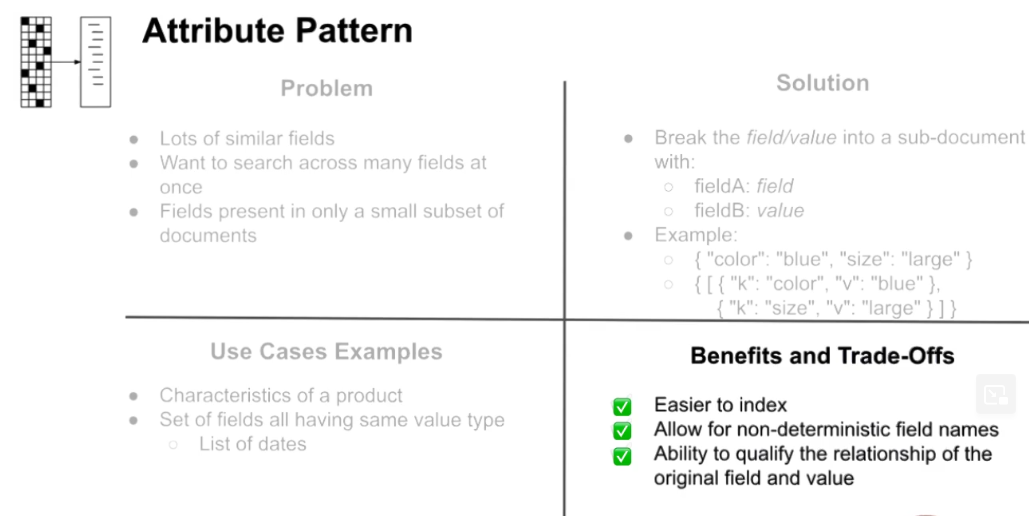 Attribute Pattern
Problem
● Lots of similar fields
● Want to search across many fields at
once
● Fields present in only a small subset of
documents
Solution
● Break the field/value into a sub-document
with:
○ fieldA: field
○ fieldB: value
● Example:
○ { "color": "blue", "size": "large" }
○ { [ { "k": "color", "v": "blue" },
{ "k": "size", "v": "large" } ] }
Use Cases Examples
● Characteristics of a product
● Set of fields all having same value type
○ List of dates
Benefits and Trade-Offs
✅ Easier to index
✅ Allow for non-deterministic field names
✅ Ability to qualify the relationship of the
original field and value